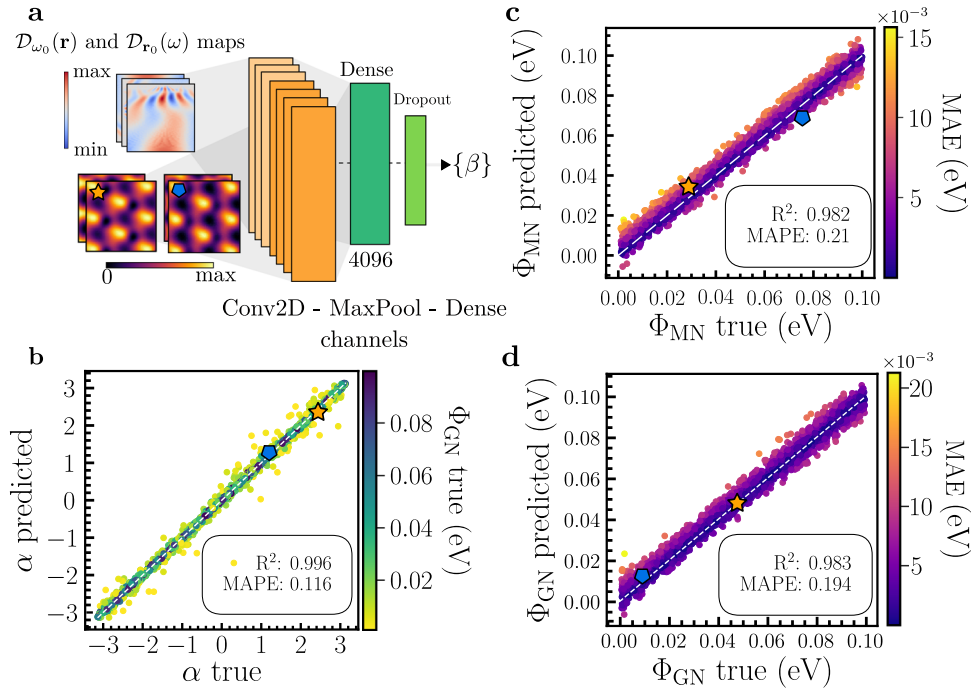 a
𝒟_ω₀(r) and 𝒟_r₀(ω) maps
max
min
Dense
Dropout
{β}
0
max
4096
Conv2D - MaxPool - Dense
channels
b
α predicted
3
2
1
0
−1
−2
−3
−3 −2 −1 0 1 2 3
α true
R²: 0.996
MAPE: 0.116
0.08
0.06
0.04
0.02
Φ_GN true (eV)
c
Φ_MN predicted (eV)
0.10
0.08
0.06
0.04
0.02
0.00
0.00 0.02 0.04 0.06 0.08 0.10
Φ_MN true (eV)
R²: 0.982
MAPE: 0.21
×10⁻³
15
10
5
MAE (eV)
d
Φ_GN predicted (eV)
0.10
0.08
0.06
0.04
0.02
0.00
0.00 0.02 0.04 0.06 0.08 0.10
Φ_GN true (eV)
R²: 0.983
MAPE: 0.194
×10⁻³
20
15
10
5
MAE (eV)